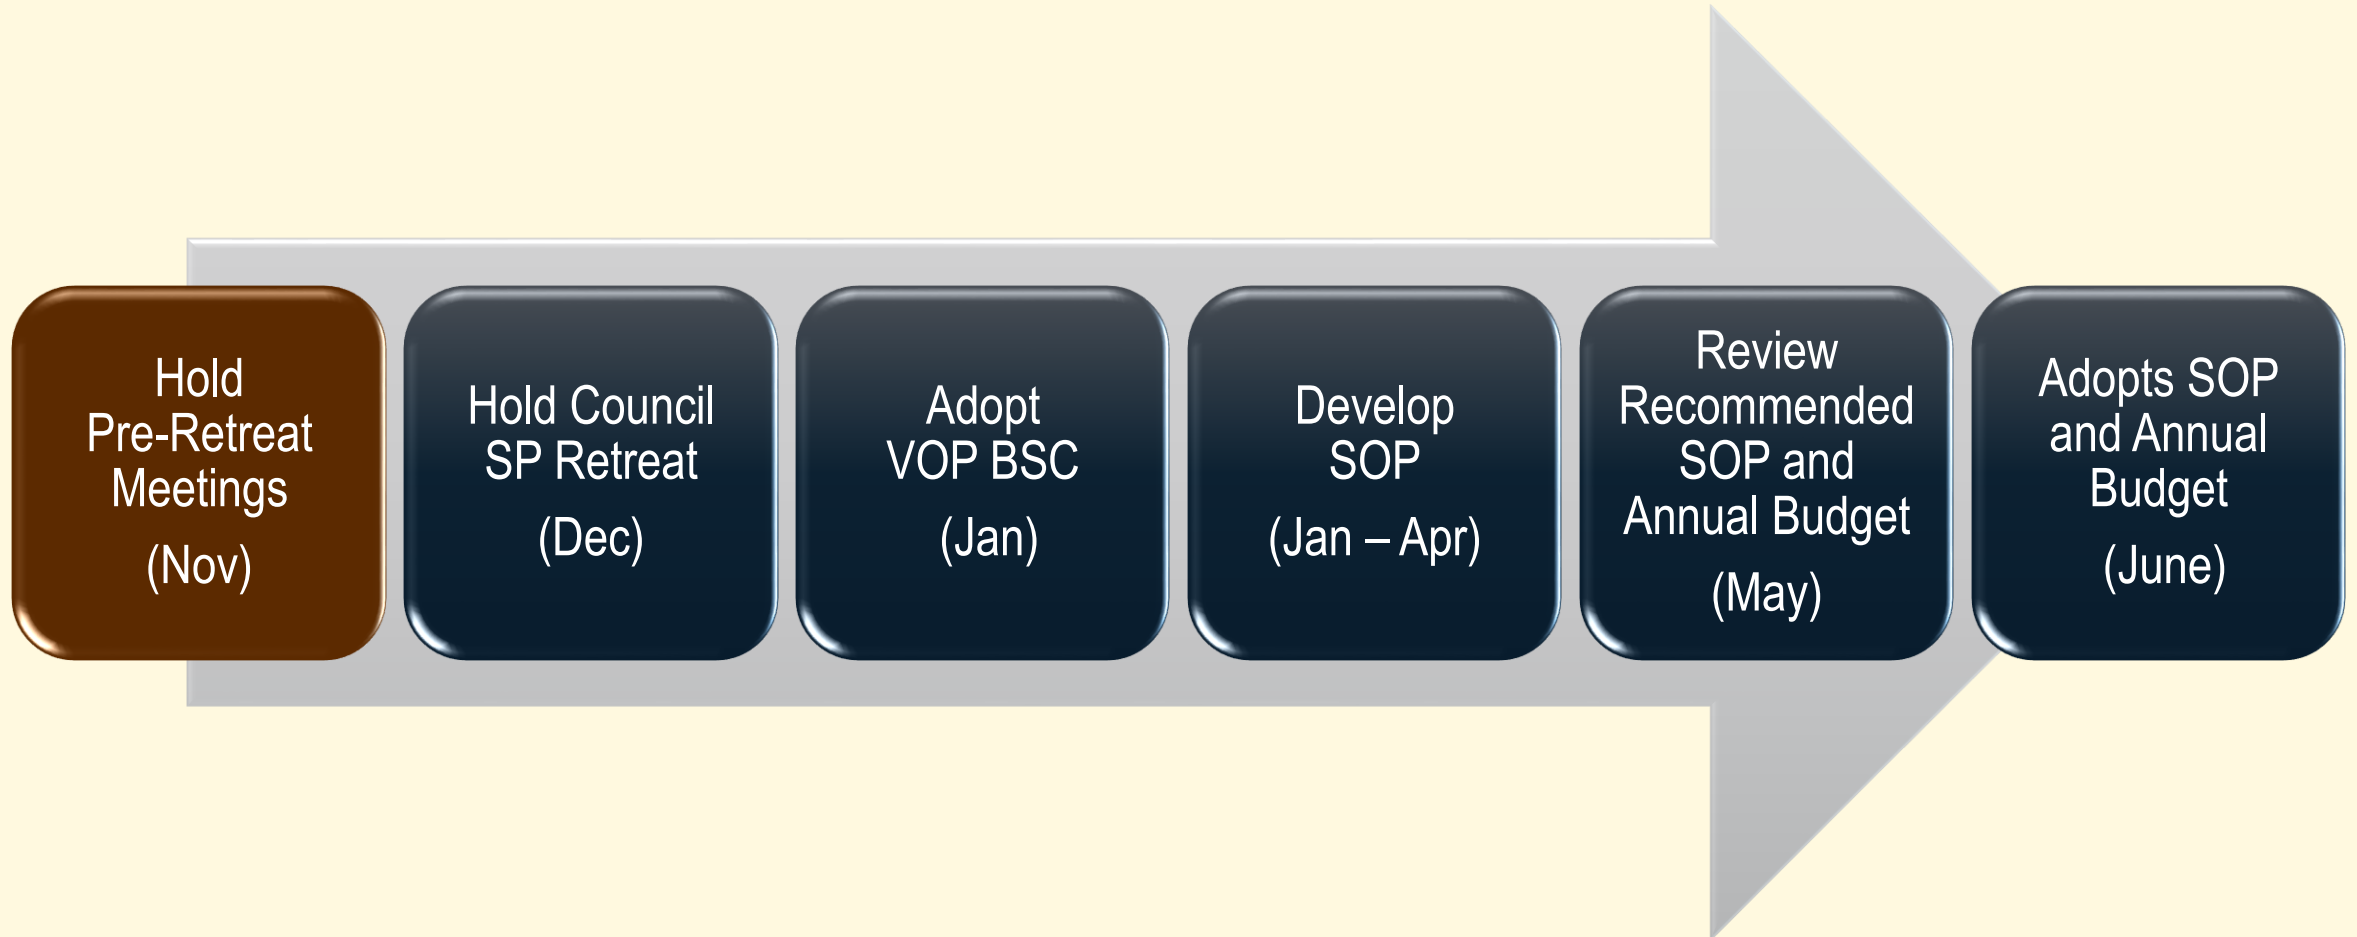 Hold
Pre-Retreat
Meetings
(Nov)
Hold Council
SP Retreat
(Dec)
Adopt
VOP BSC
(Jan)
Develop
SOP
(Jan – Apr)
Review
Recommended
SOP and
Annual Budget
(May)
Adopts SOP
and Annual
Budget
(June)